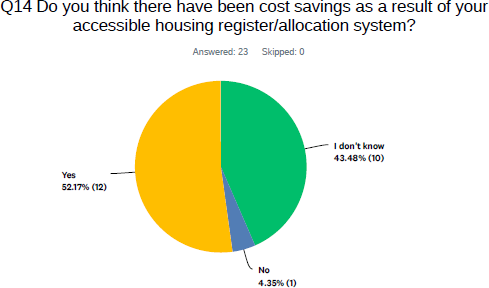 Q14 Do you think there have been cost savings as a result of your
accessible housing register/allocation system?
Answered: 23 Skipped: 0
I don't know
43.48% (10)
Yes
52.17% (12)
No
4.35% (1)